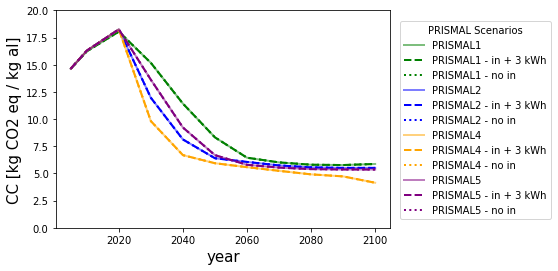 20.0
17.5
15.0
12.5
10.0
7.5
5.0
2.5
0.0
CC [kg CO2 eq / kg al]
2020
2040
2060
2080
2100
year
PRISMAL Scenarios
PRISMAL1
PRISMAL1 - in + 3 kWh
PRISMAL1 - no in
PRISMAL2
PRISMAL2 - in + 3 kWh
PRISMAL2 - no in
PRISMAL4
PRISMAL4 - in + 3 kWh
PRISMAL4 - no in
PRISMAL5
PRISMAL5 - in + 3 kWh
PRISMAL5 - no in